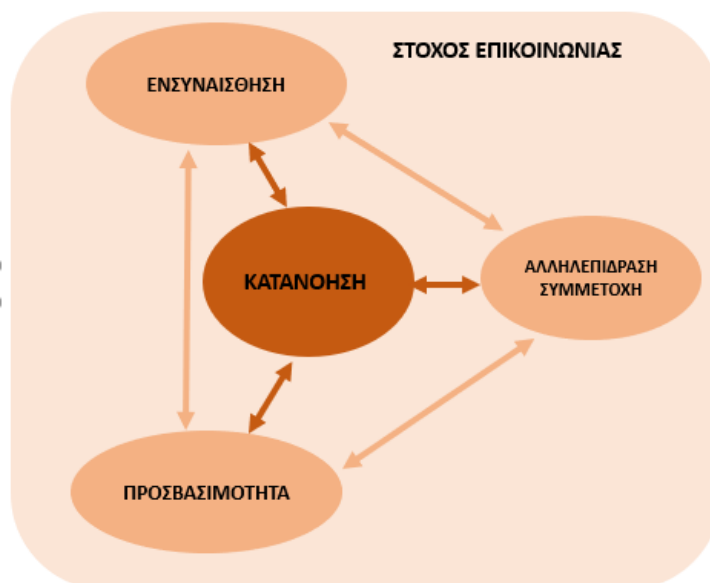 ΣΤΟΧΟΣ ΕΠΙΚΟΙΝΩΝΙΑΣ
ΕΝΣΥΝΑΙΣΘΗΣΗ
ΚΑΤΑΝΟΗΣΗ
ΑΛΛΗΛΕΠΙΔΡΑΣΗ
ΣΥΜΜΕΤΟΧΗ
ΠΡΟΣΒΑΣΙΜΟΤΗΤΑ